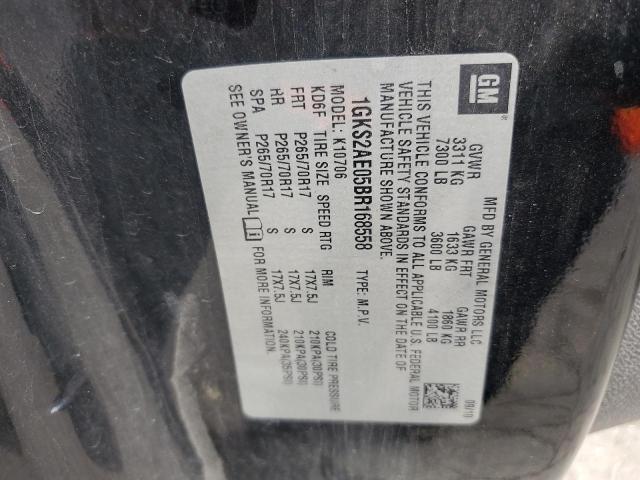 GM
MFD BY GENERAL MOTORS LLC 09/10
GVWR GAWR FRT GAWR RR
3311 KG 1633 KG 1860 KG
7300 LB 3600 LB 4100 LB
THIS VEHICLE CONFORMS TO ALL APPLICABLE U.S. FEDERAL MOTOR
VEHICLE SAFETY STANDARDS IN EFFECT ON THE DATE OF
MANUFACTURE SHOWN ABOVE.
1GKS2AE05BR168558 TYPE: M.P.V.
MODEL: K10706
KD6F TIRE SIZE SPEED RTG RIM COLD TIRE PRESSURE
FRT P265/70R17 S 17X7.5J 210KPA(30PSI)
RR P265/70R17 S 17X7.5J 210KPA(30PSI)
SPA P265/70R17 S 17X7.5J 240KPA(35PSI)
SEE OWNER'S MANUAL FOR MORE INFORMATION.